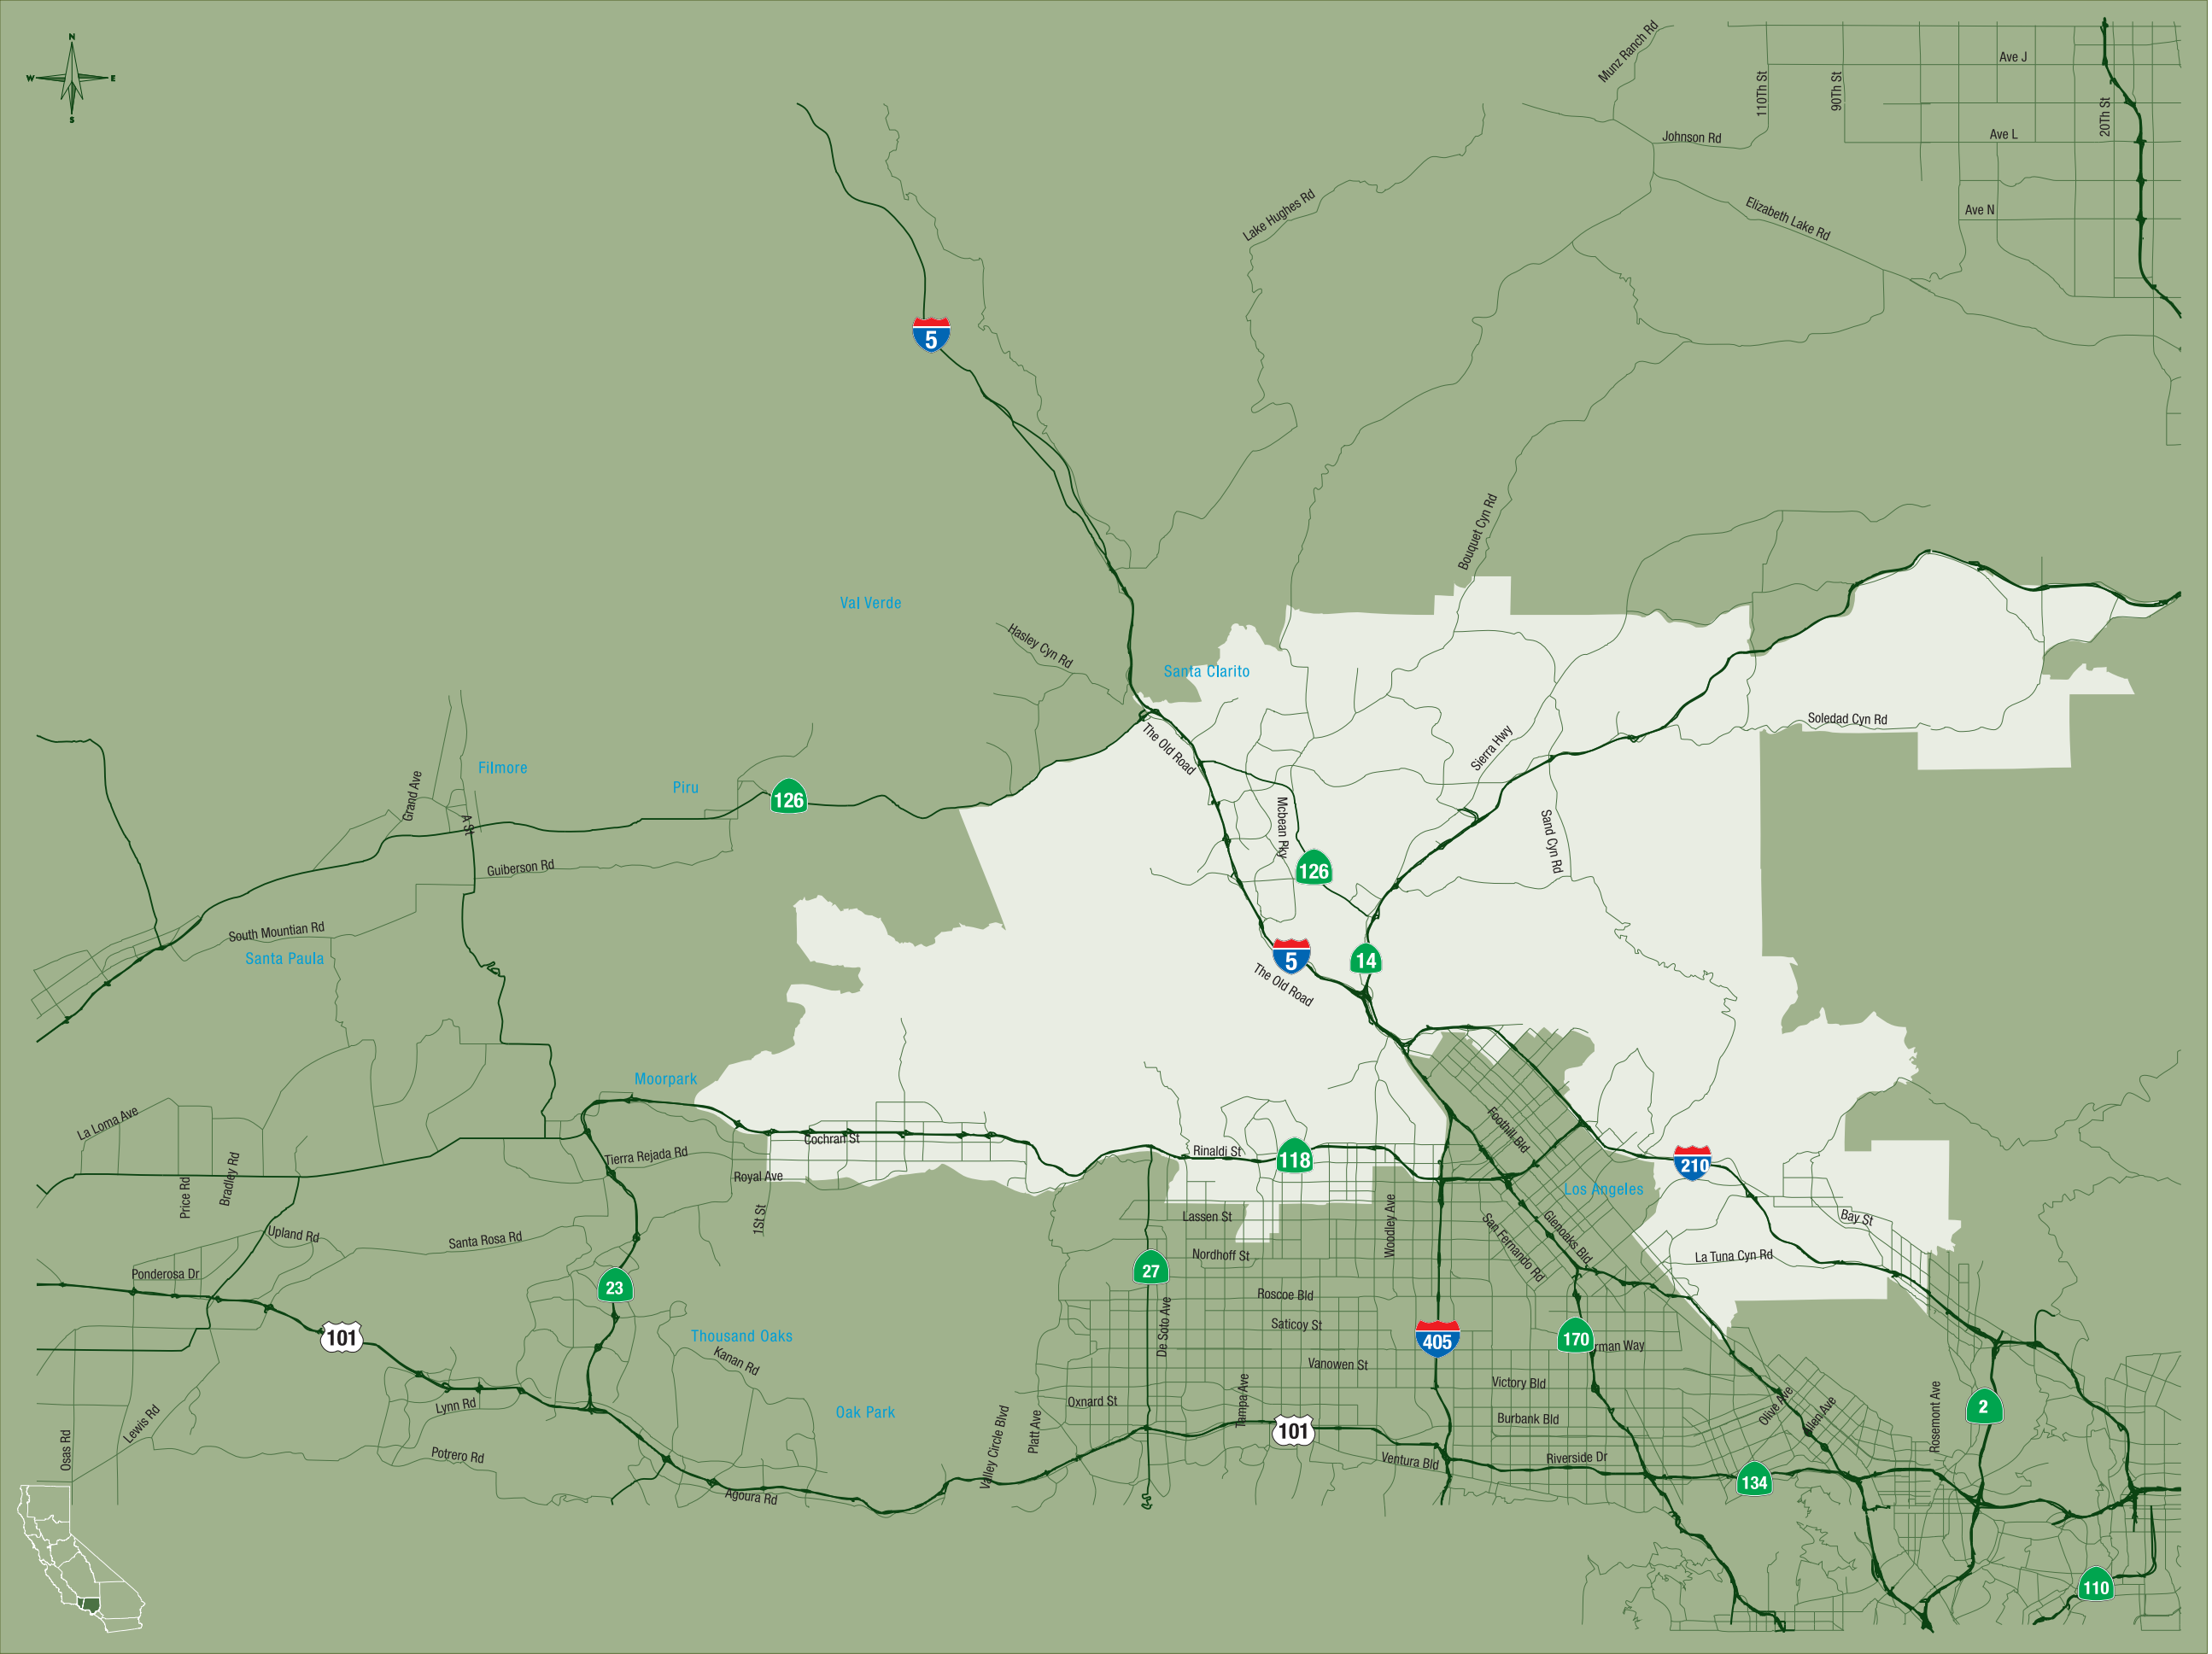 N
W E
S
Munz Ranch Rd
Ave J
110Th St
90Th St
20Th St
Johnson Rd
Ave L
Lake Hughes Rd
Elizabeth Lake Rd
Ave N
5
Bouquet Cyn Rd
Val Verde
Hasley Cyn Rd
Santa Clarito
Soledad Cyn Rd
The Old Road
Sierra Hwy
Filmore
Piru
Grand Ave
126
A St
Mcbean Pky
Sand Cyn Rd
Guiberson Rd
126
South Mountian Rd
Santa Paula
5
14
The Old Road
Moorpark
La Loma Ave
Foothill Bld
Cochran St
Tierra Rejada Rd
Rinaldi St
118
210
Royal Ave
Bradley Rd
Price Rd
Los Angeles
1St St
Lassen St
Woodley Ave
Bay St
Upland Rd
Santa Rosa Rd
San Fernando Rd
Glenoaks Bld
Nordhoff St
La Tuna Cyn Rd
Ponderosa Dr
27
23
Roscoe Bld
101
Thousand Oaks
De Soto Ave
Saticoy St
405
170
rman Way
Kanan Rd
Vanowen St
Victory Bld
Lynn Rd
Oxnard St
Tampa Ave
Olive Ave
Allen Ave
Rosemont Ave
2
Oak Park
Lewis Rd
Platt Ave
Valley Circle Blvd
101
Burbank Bld
Osas Rd
Potrero Rd
Ventura Bld
Riverside Dr
134
Agoura Rd
110